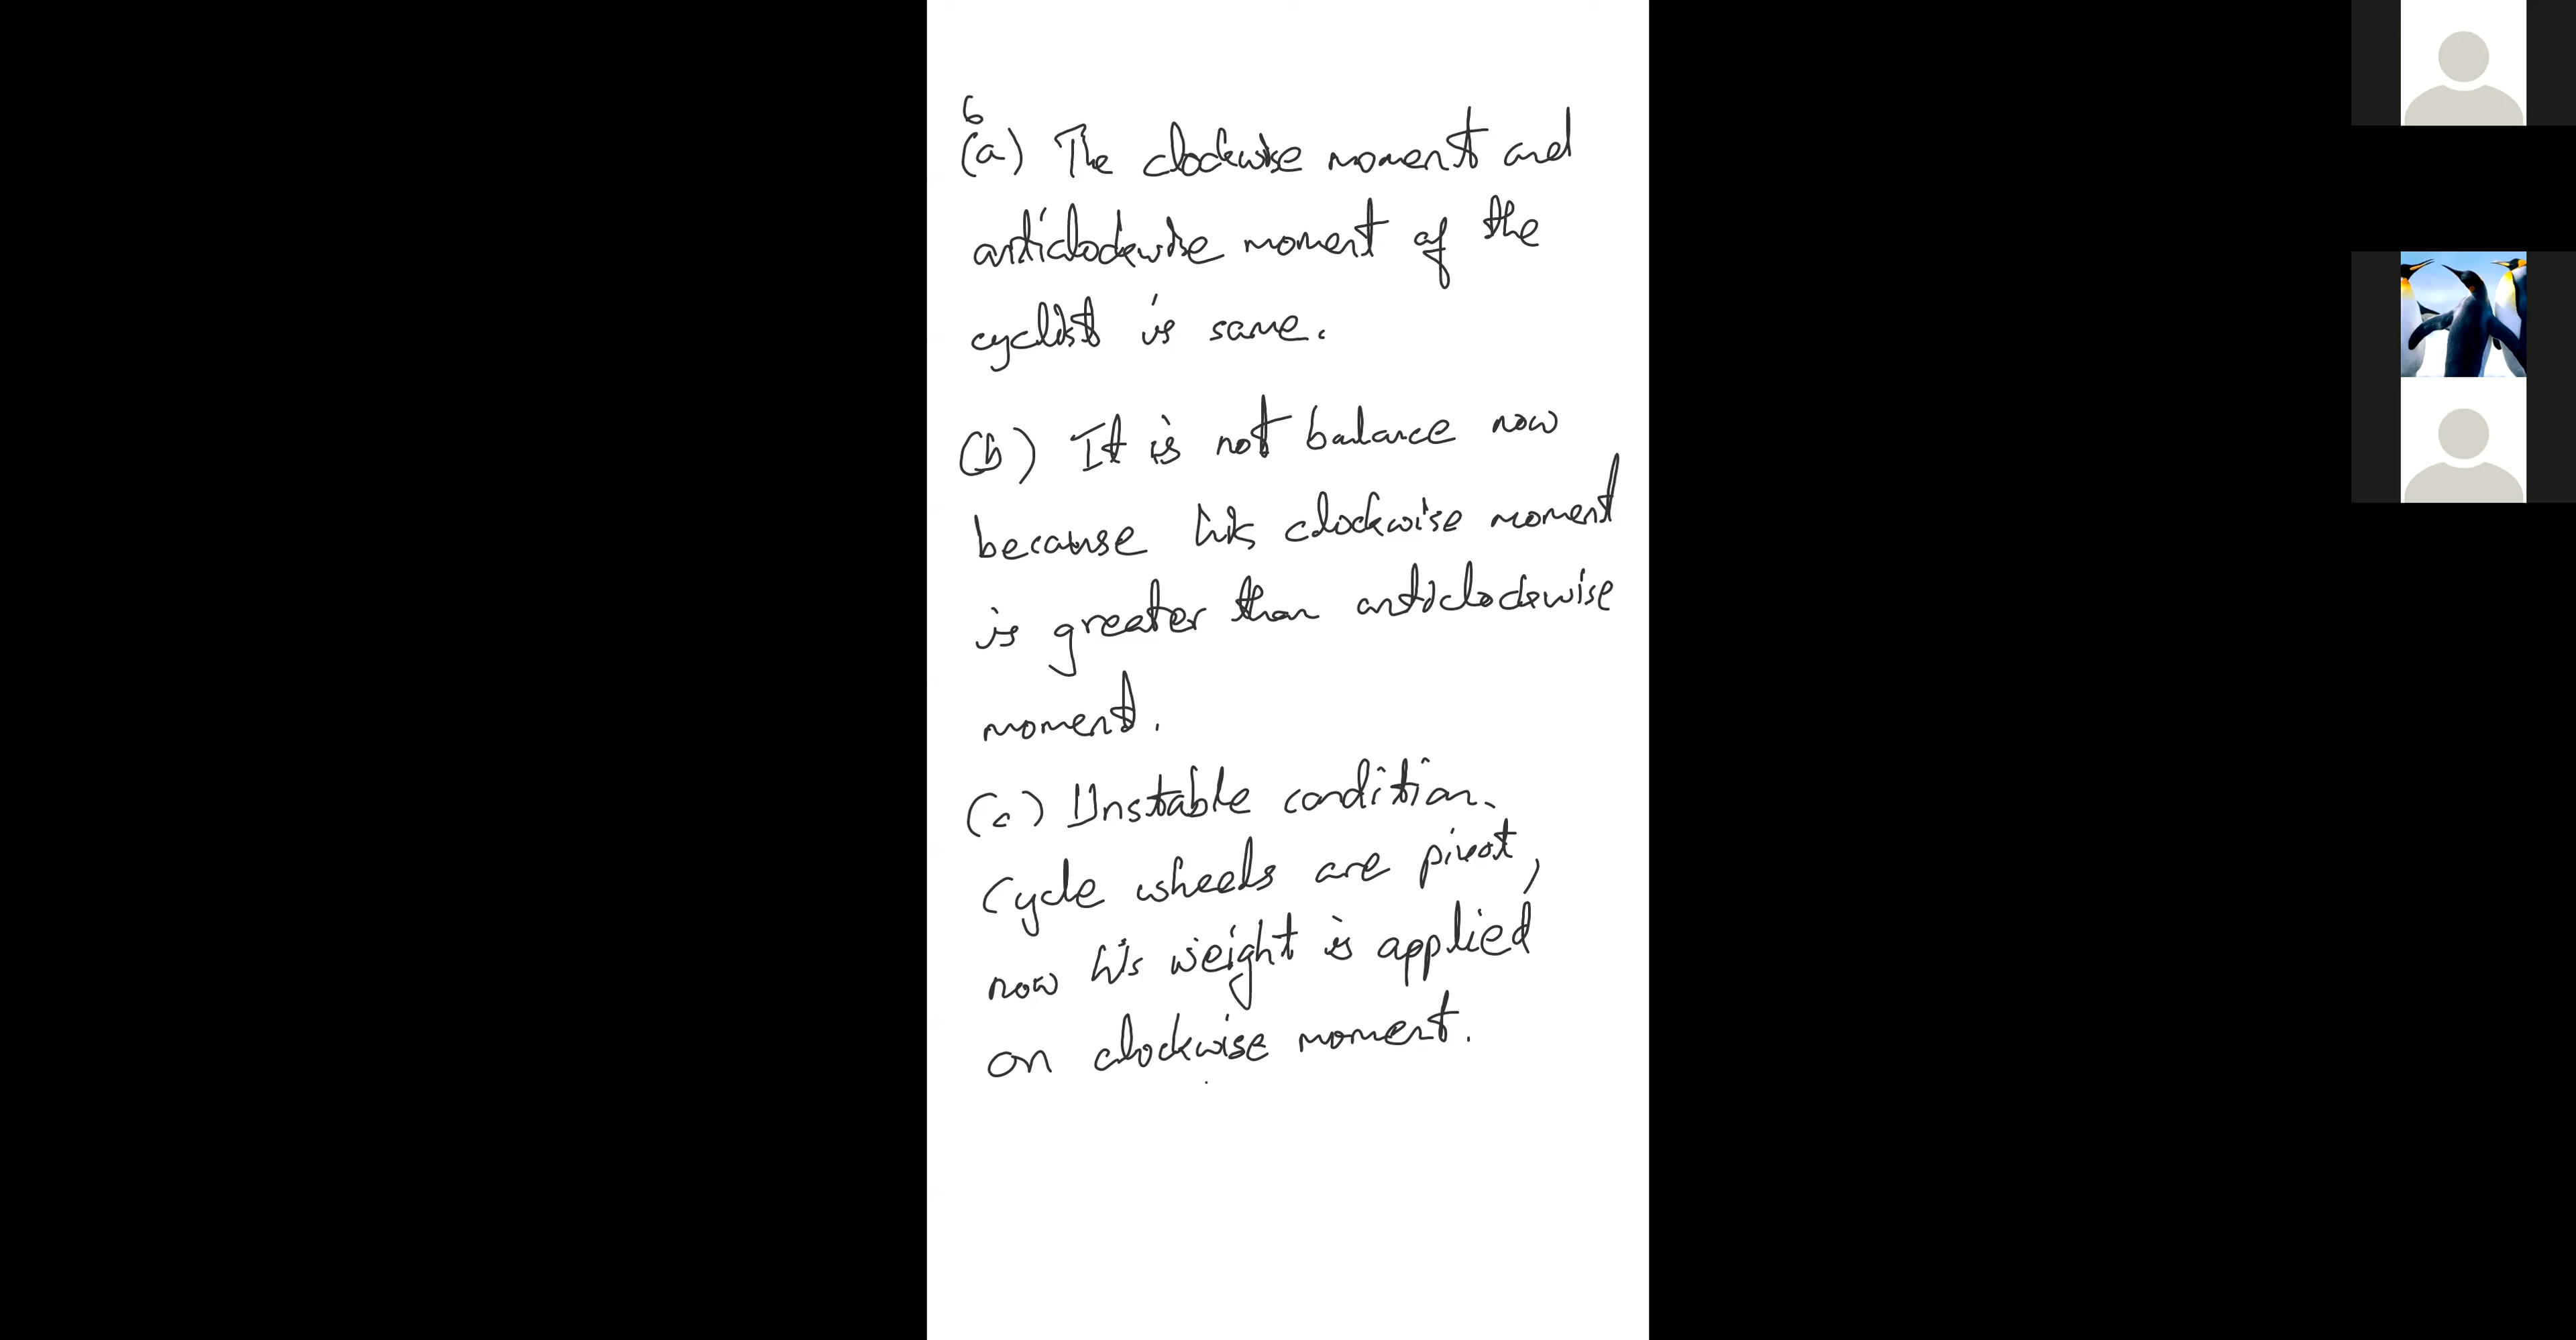 6
(a) The clockwise moment and
anticlockwise moment of the
cyclist is same.
(b) It is not balance now
because his clockwise moment
is greater than anticlockwise
moment.
(c) Unstable condition.
Cycle wheels are pivot,
now his weight is applied
on clockwise moment.